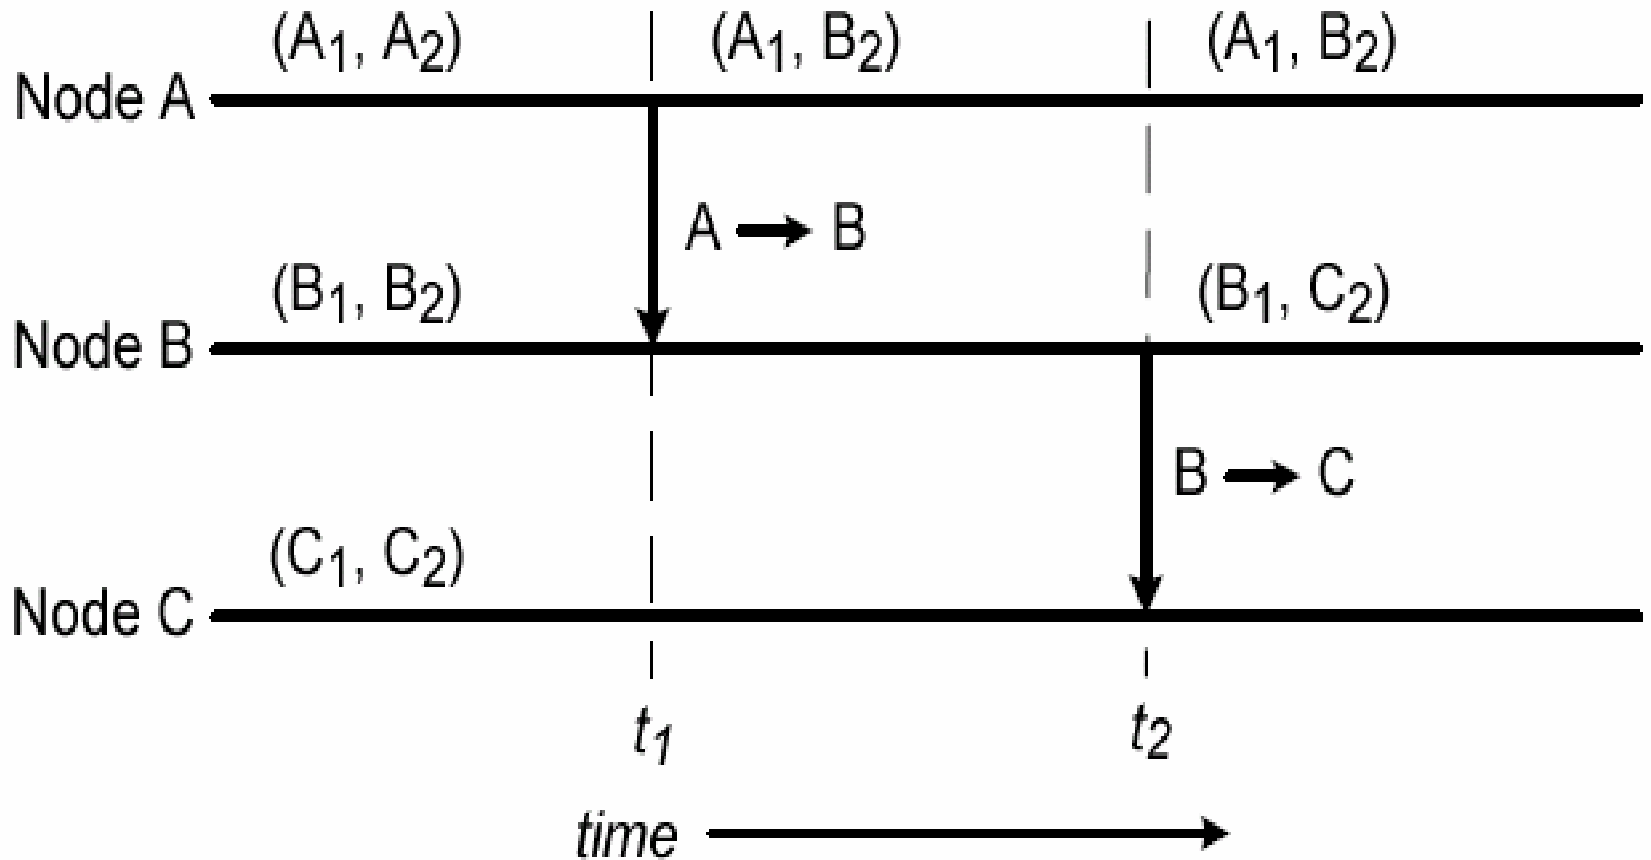 (A1, A2) (A1, B2) (A1, B2)
Node A
A → B
(B1, B2) (B1, C2)
Node B
B → C
(C1, C2)
Node C
t1 t2
time